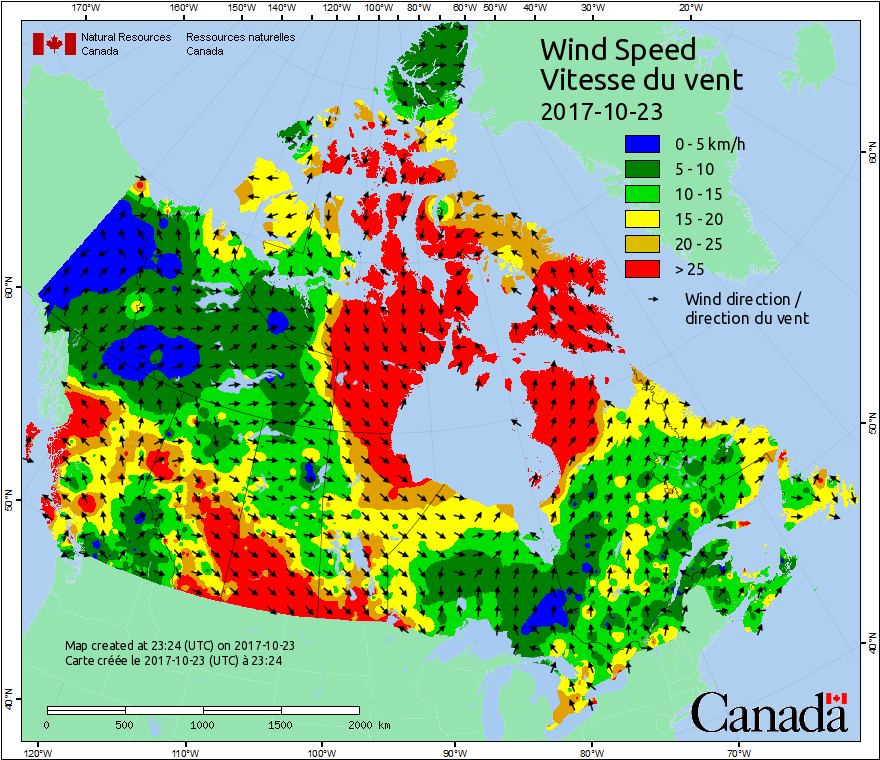 170°W 160°W 150°W 140°W 120°W 100°W 80°W 60°W 50°W 40°W 30°W 20°W
Natural Resources Canada
Ressources naturelles Canada
Wind Speed
Vitesse du vent
2017-10-23
0 - 5 km/h
5 - 10
10 - 15
15 - 20
20 - 25
> 25
Wind direction /
direction du vent
60°N
60°N
50°N
50°N
40°N
40°N
Map created at 23:24 (UTC) on 2017-10-23
Carte créée le 2017-10-23 (UTC) à 23:24
0 500 1000 1500 2000 km
Canada
120°W 110°W 100°W 90°W 80°W 70°W